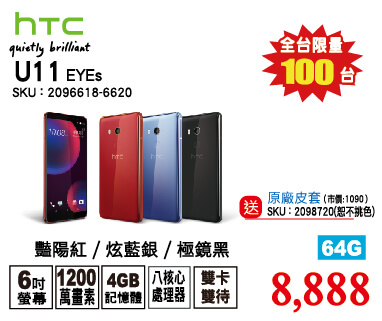 hTC
quietly brilliant
U11 EYEs
SKU：2096618-6620
全台限量
100台
hTC
hTC
hTC
送 原廠皮套(市價:1090)
SKU：2098720(恕不挑色)
豔陽紅 / 炫藍銀 / 極鏡黑
64G
6吋
螢幕
1200
萬畫素
4GB
記憶體
八核心
處理器
雙卡
雙待
8,888